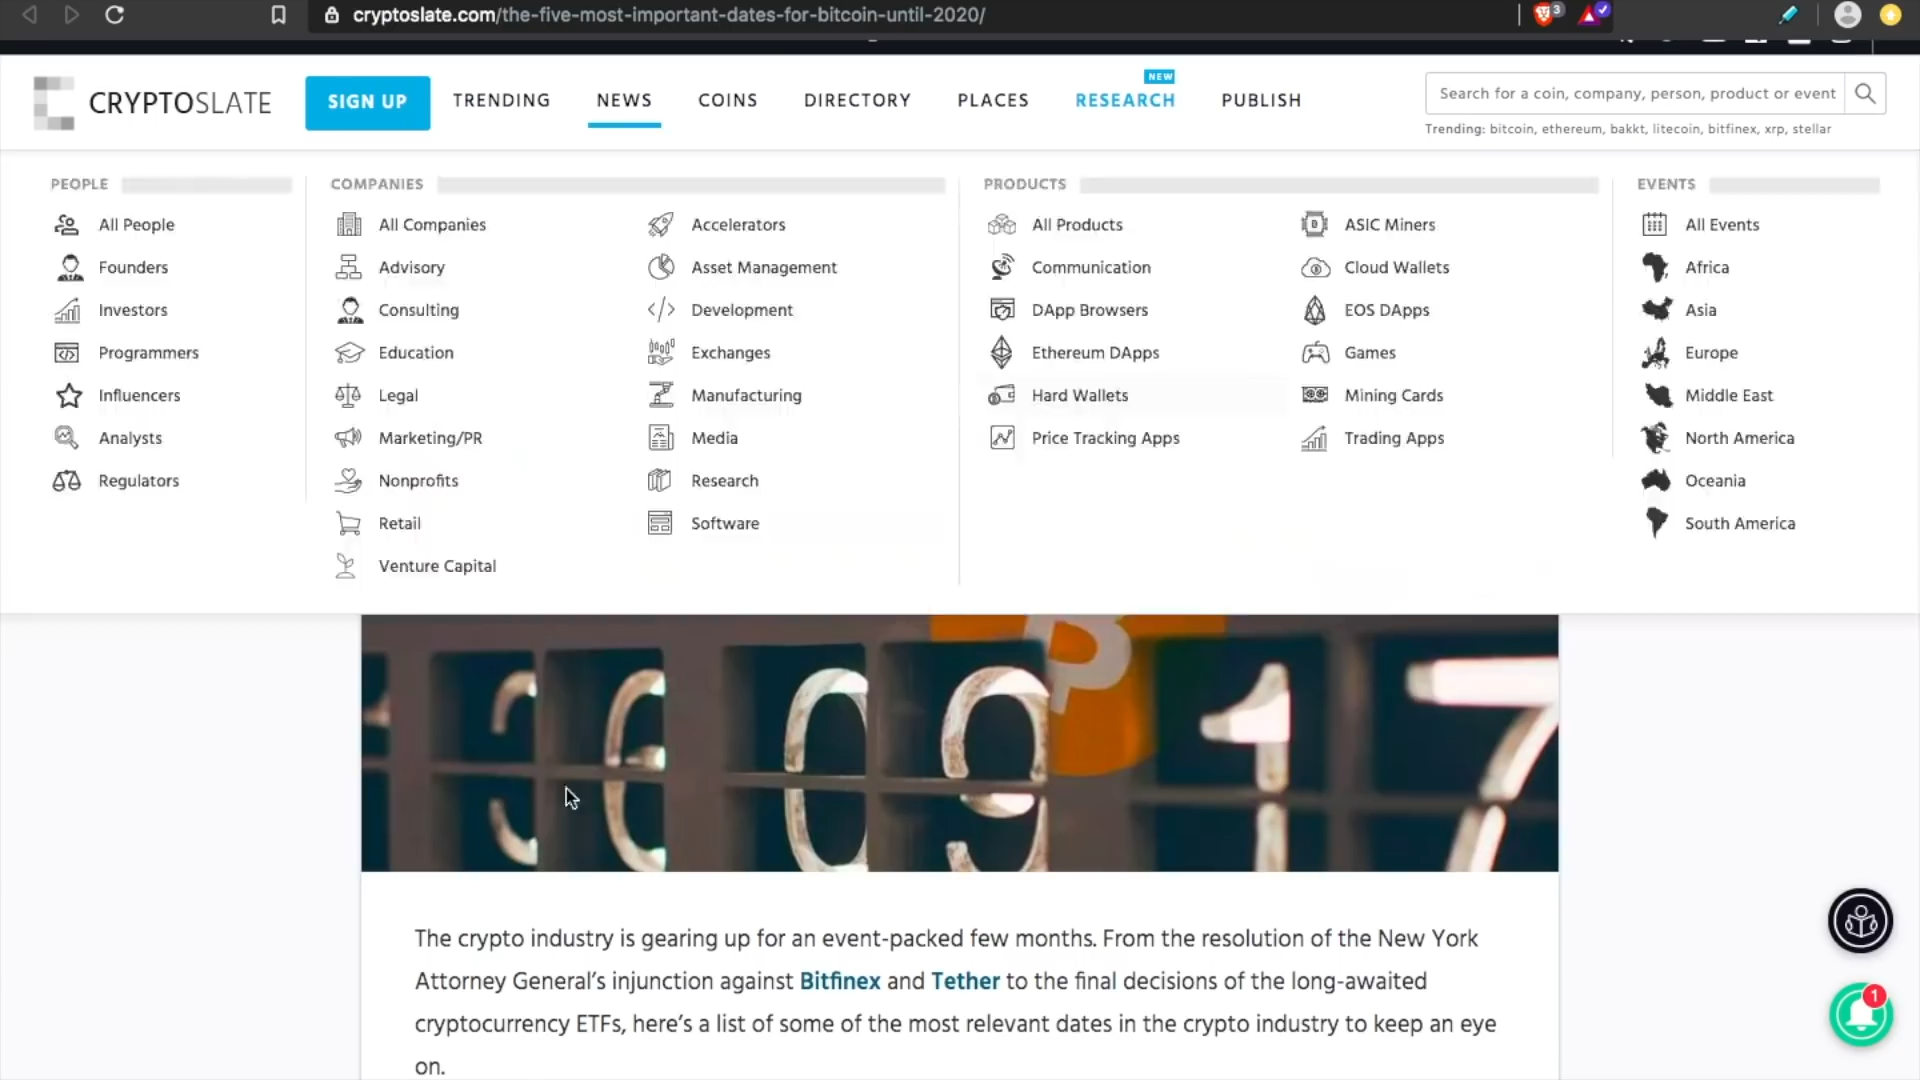 cryptoslate.com/the-five-most-important-dates-for-bitcoin-until-2020/
3
CRYPTOSLATE
SIGN UP
TRENDING
NEWS
COINS
DIRECTORY
PLACES
NEW
RESEARCH
PUBLISH
Search for a coin, company, person, product or event
Trending: bitcoin, ethereum, bakkt, litecoin, bitfinex, xrp, stellar
PEOPLE
All People
Founders
Investors
Programmers
Influencers
Analysts
Regulators
COMPANIES
All Companies
Advisory
Consulting
Education
Legal
Marketing/PR
Nonprofits
Retail
Venture Capital
Accelerators
Asset Management
Development
Exchanges
Manufacturing
Media
Research
Software
PRODUCTS
All Products
Communication
DApp Browsers
Ethereum DApps
Hard Wallets
Price Tracking Apps
ASIC Miners
Cloud Wallets
EOS DApps
Games
Mining Cards
Trading Apps
EVENTS
All Events
Africa
Asia
Europe
Middle East
North America
Oceania
South America
36 09 17
The crypto industry is gearing up for an event-packed few months. From the resolution of the New York
Attorney General’s injunction against Bitfinex and Tether to the final decisions of the long-awaited
cryptocurrency ETFs, here’s a list of some of the most relevant dates in the crypto industry to keep an eye
on.
1